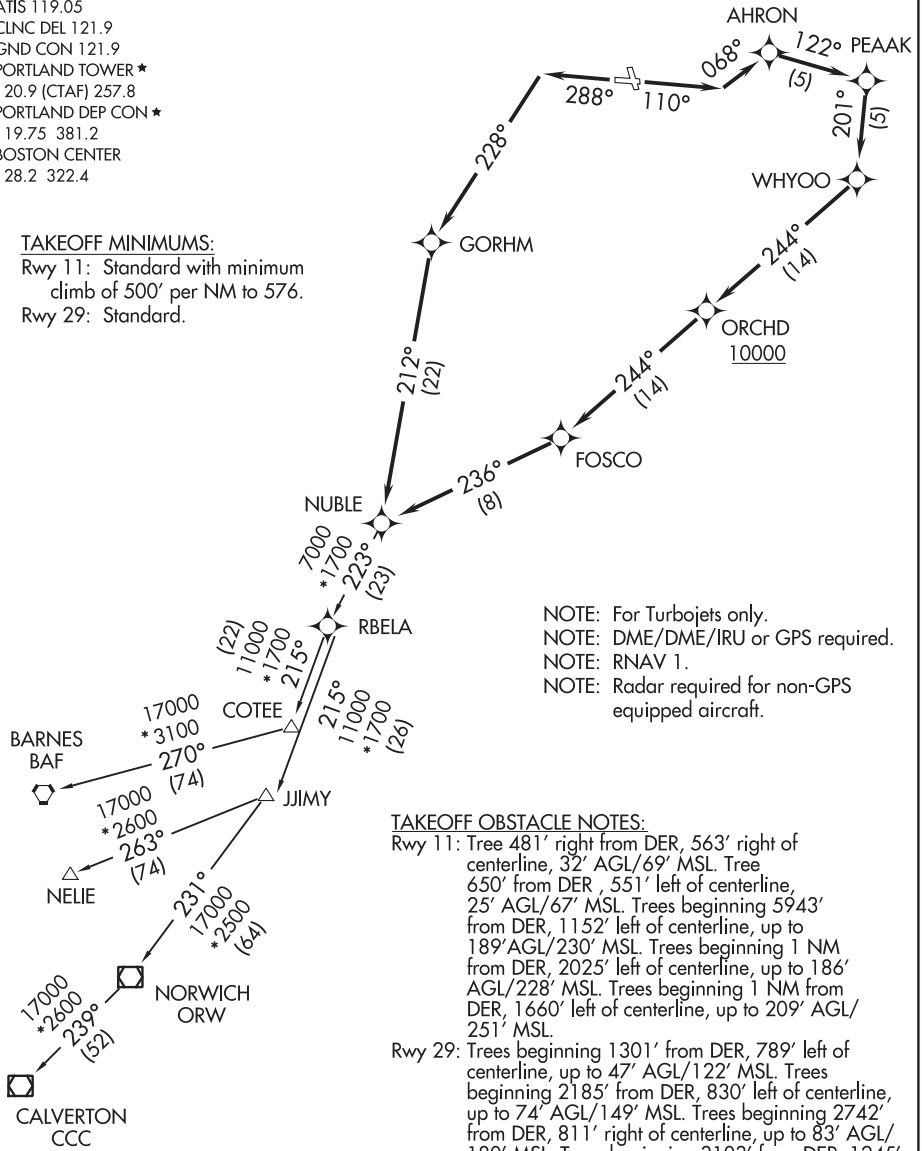 ATIS 119.05
CLNC DEL 121.9
GND CON 121.9
PORTLAND TOWER ★
20.9 (CTAF) 257.8
PORTLAND DEP CON ★
19.75 381.2
BOSTON CENTER
28.2 322.4
AHRON
122°
(5)
PEAAK
068°
288°
110°
201°
(5)
228°
WHYOO
GORHM
244°
(14)
TAKEOFF MINIMUMS:
Rwy 11: Standard with minimum
climb of 500' per NM to 576.
Rwy 29: Standard.
ORCHD
10000
212°
(22)
244°
(14)
FOSCO
236°
(8)
NUBLE
7000
*1700
223°
(23)
RBELA
NOTE: For Turbojets only.
NOTE: DME/DME/IRU or GPS required.
NOTE: RNAV 1.
NOTE: Radar required for non-GPS
equipped aircraft.
(22)
11000
*1700
215°
215°
11000
*1700
(26)
COTEE
17000
*3100
270°
(74)
BARNES
BAF
JJIMY
17000
*2600
263°
(74)
NELIE
231°
17000
*2500
(64)
NORWICH
ORW
17000
*2600
239°
(52)
CALVERTON
CCC
TAKEOFF OBSTACLE NOTES:
Rwy 11: Tree 481' right from DER, 563' right of
centerline, 32' AGL/69' MSL. Tree
650' from DER , 551' left of centerline,
25' AGL/67' MSL. Trees beginning 5943'
from DER, 1152' left of centerline, up to
189'AGL/230' MSL. Trees beginning 1 NM
from DER, 2025' left of centerline, up to 186'
AGL/228' MSL. Trees beginning 1 NM from
DER, 1660' left of centerline, up to 209' AGL/
251' MSL.
Rwy 29: Trees beginning 1301' from DER, 789' left of
centerline, up to 47' AGL/122' MSL. Trees
beginning 2185' from DER, 830' left of centerline,
up to 74' AGL/149' MSL. Trees beginning 2742'
from DER, 811' right of centerline, up to 83' AGL/